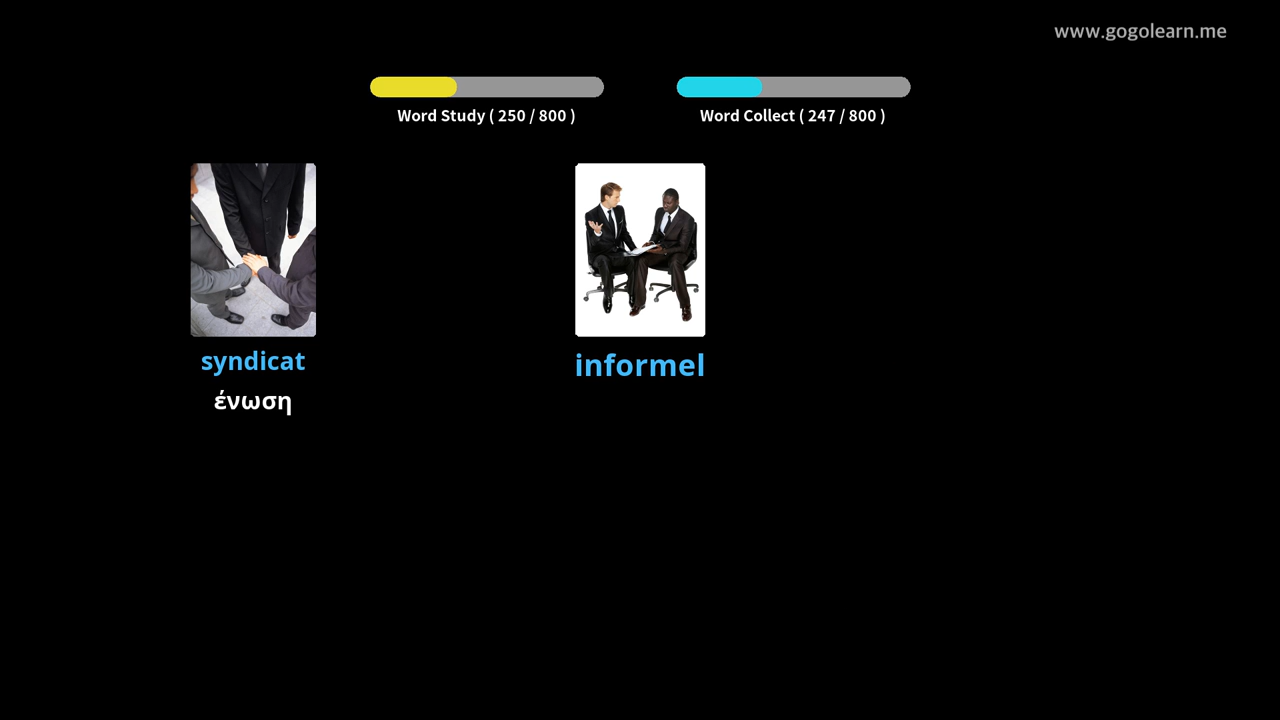 www.gogolearn.me
Word Study ( 250 / 800 )
Word Collect ( 247 / 800 )
syndicat
ένωση
informel